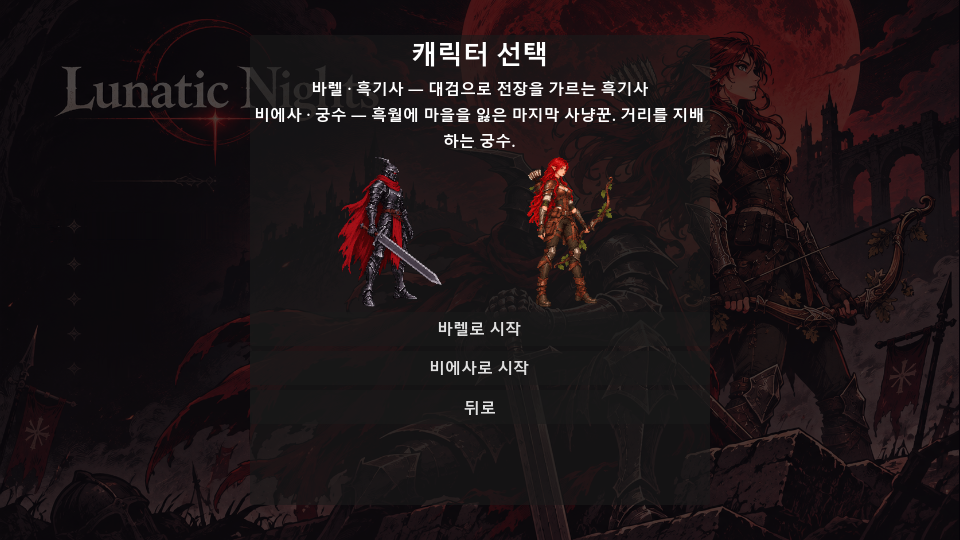 캐릭터 선택
Lunatic Nights
바렐 · 흑기사 — 대검으로 전장을 가르는 흑기사
비에사 · 궁수 — 흑월에 마을을 잃은 마지막 사냥꾼. 거리를 지배
하는 궁수.
바렐로 시작
비에사로 시작
뒤로